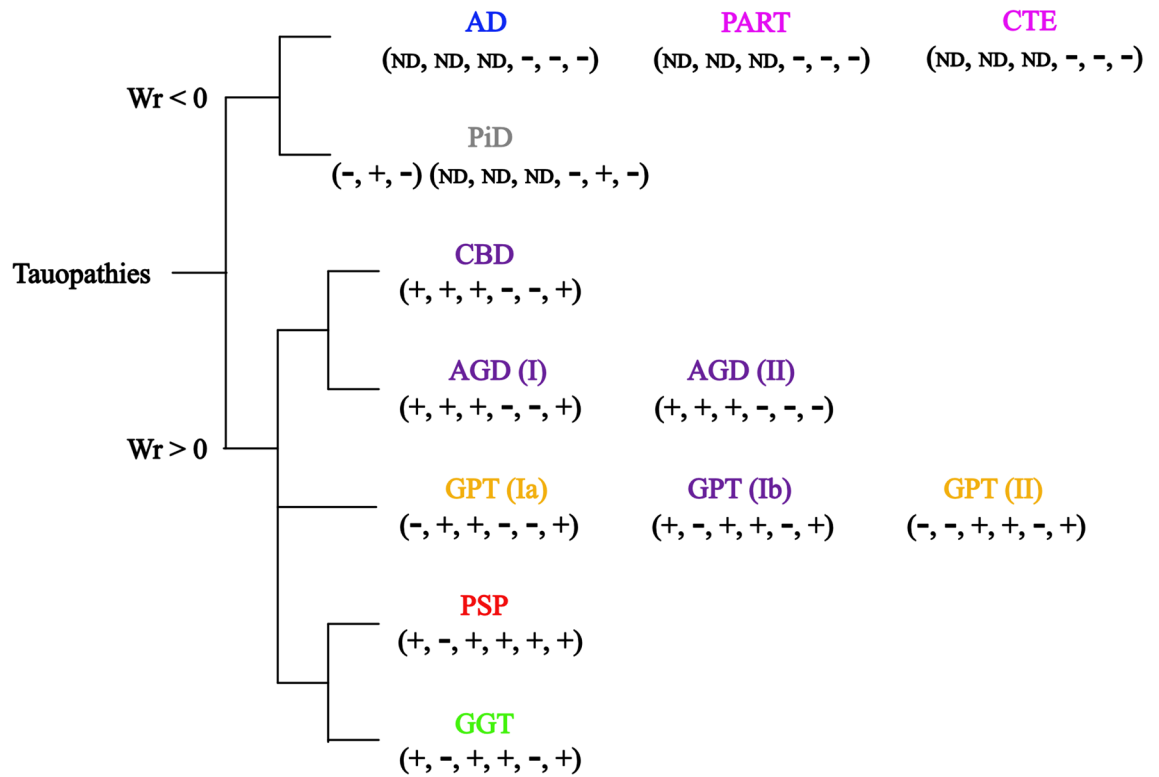 AD PART CTE
(ND, ND, ND, -, -, -) (ND, ND, ND, -, -, -) (ND, ND, ND, -, -, -)
Wr < 0
PiD
(-, +, -) (ND, ND, ND, -, +, -)
CBD
Tauopathies
(+, +, +, -, -, +)
AGD (I) AGD (II)
(+, +, +, -, -, +) (+, +, +, -, -, -)
Wr > 0
GPT (Ia) GPT (Ib) GPT (II)
(-, +, +, -, -, +) (+, -, +, +, -, +) (-, -, +, +, -, +)
PSP
(+, -, +, +, +, +)
GGT
(+, -, +, +, -, +)